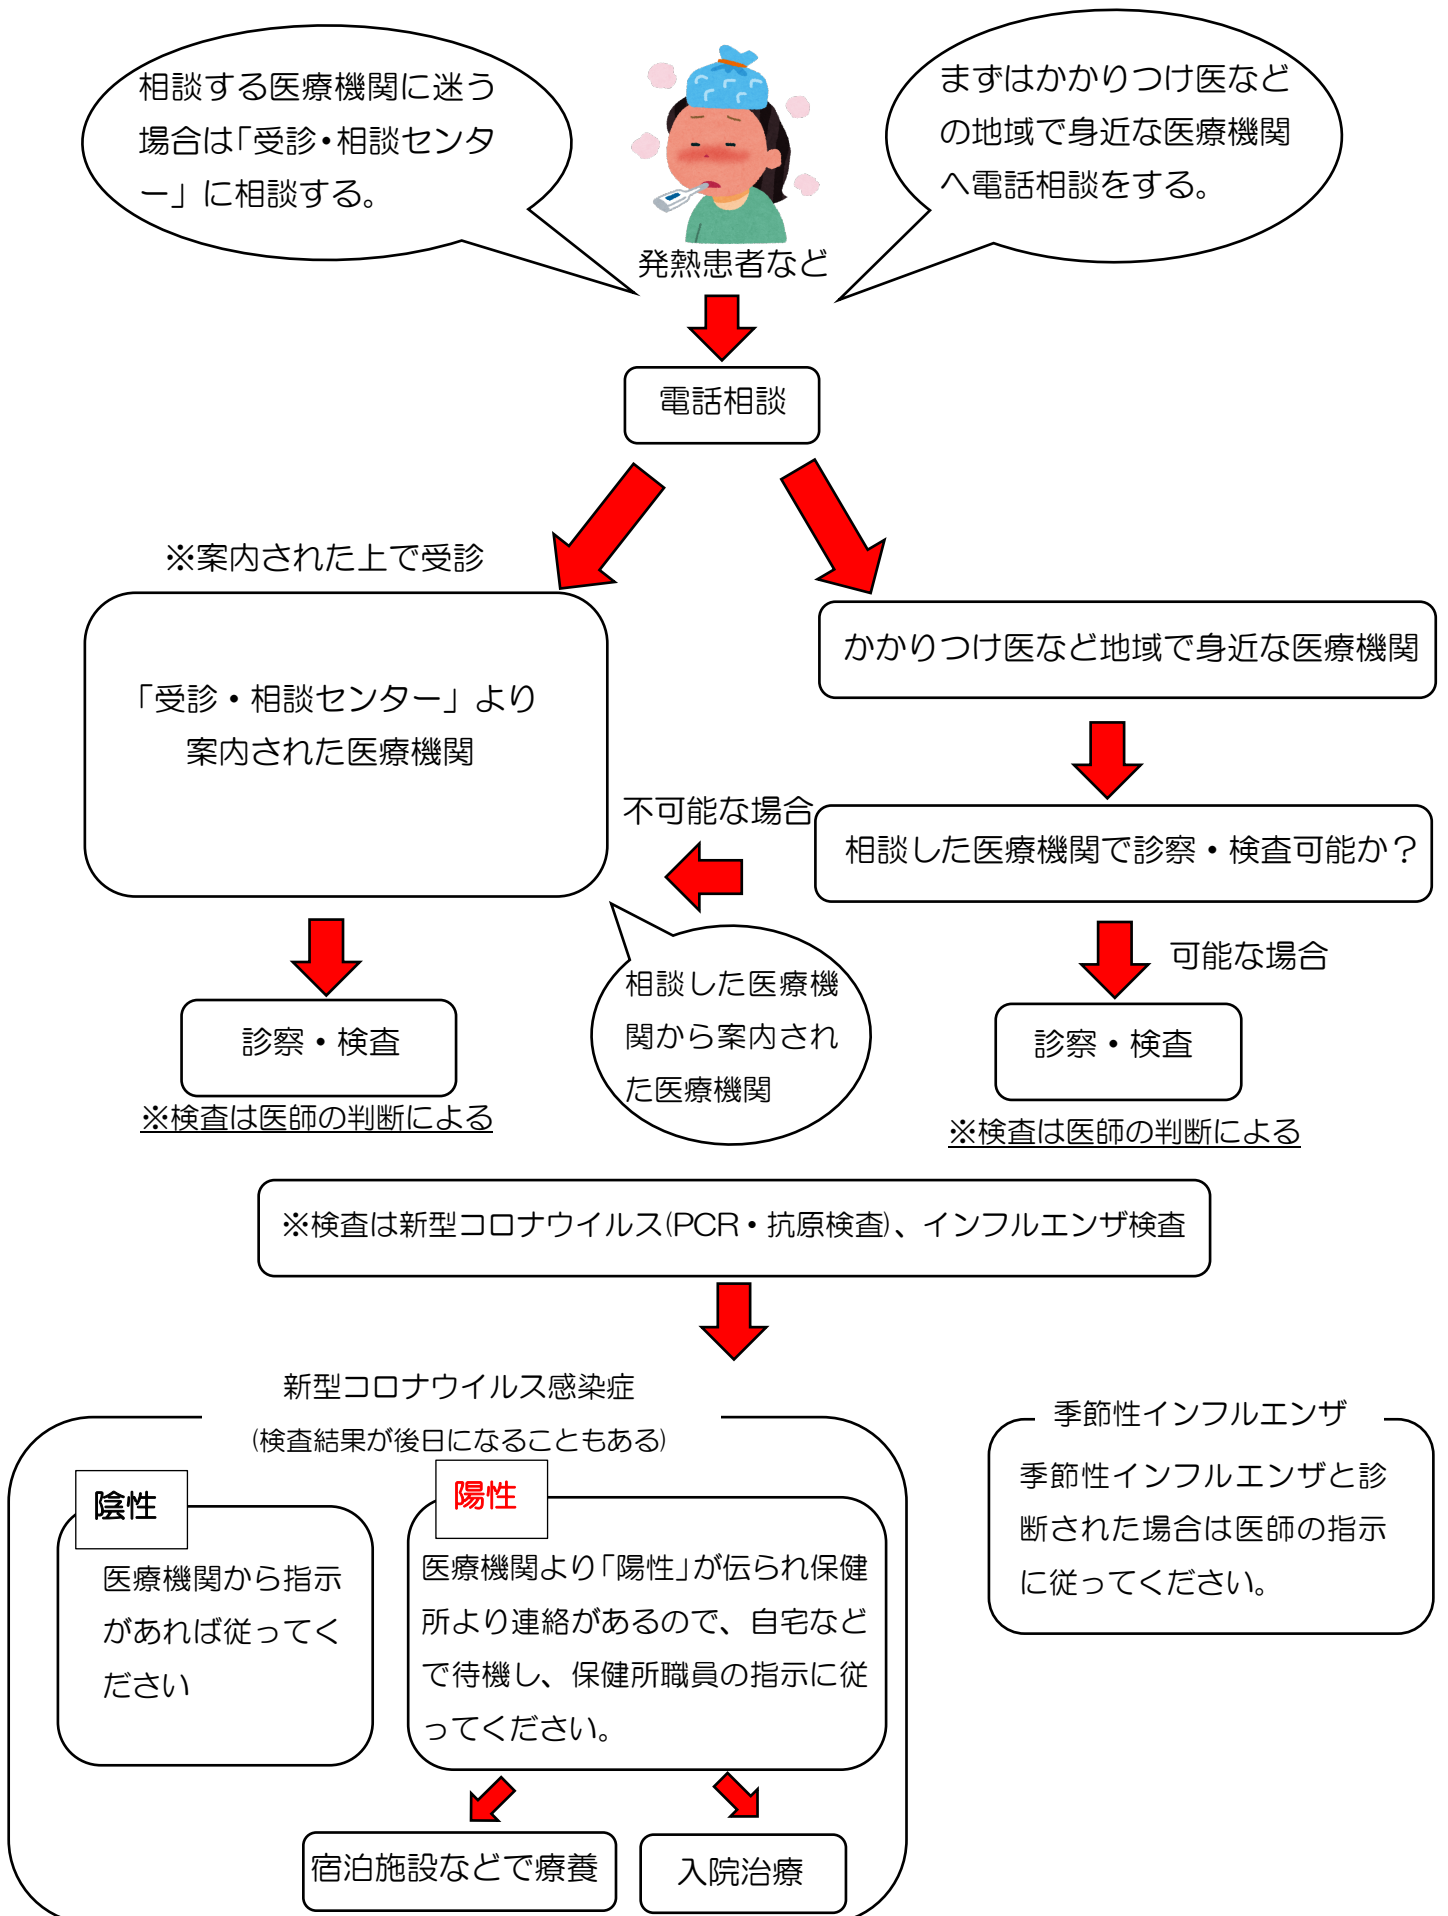 相談する医療機関に迷う
場合は「受診・相談センタ
ー」に相談する。
まずはかかりつけ医など
の地域で身近な医療機関
へ電話相談をする。
発熱患者など
電話相談
※案内された上で受診
「受診・相談センター」より
案内された医療機関
かかりつけ医など地域で身近な医療機関
不可能な場合
相談した医療機関で診察・検査可能か？
相談した医療機
関から案内され
た医療機関
可能な場合
診察・検査
※検査は医師の判断による
診察・検査
※検査は医師の判断による
※検査は新型コロナウイルス(PCR・抗原検査)、インフルエンザ検査
新型コロナウイルス感染症
(検査結果が後日になることもある)
陰性
医療機関から指示
があれば従ってく
ださい
陽性
医療機関より「陽性」が伝られ保健
所より連絡があるので、自宅など
で待機し、保健所職員の指示に従
ってください。
宿泊施設などで療養
入院治療
季節性インフルエンザ
季節性インフルエンザと診
断された場合は医師の指示
に従ってください。